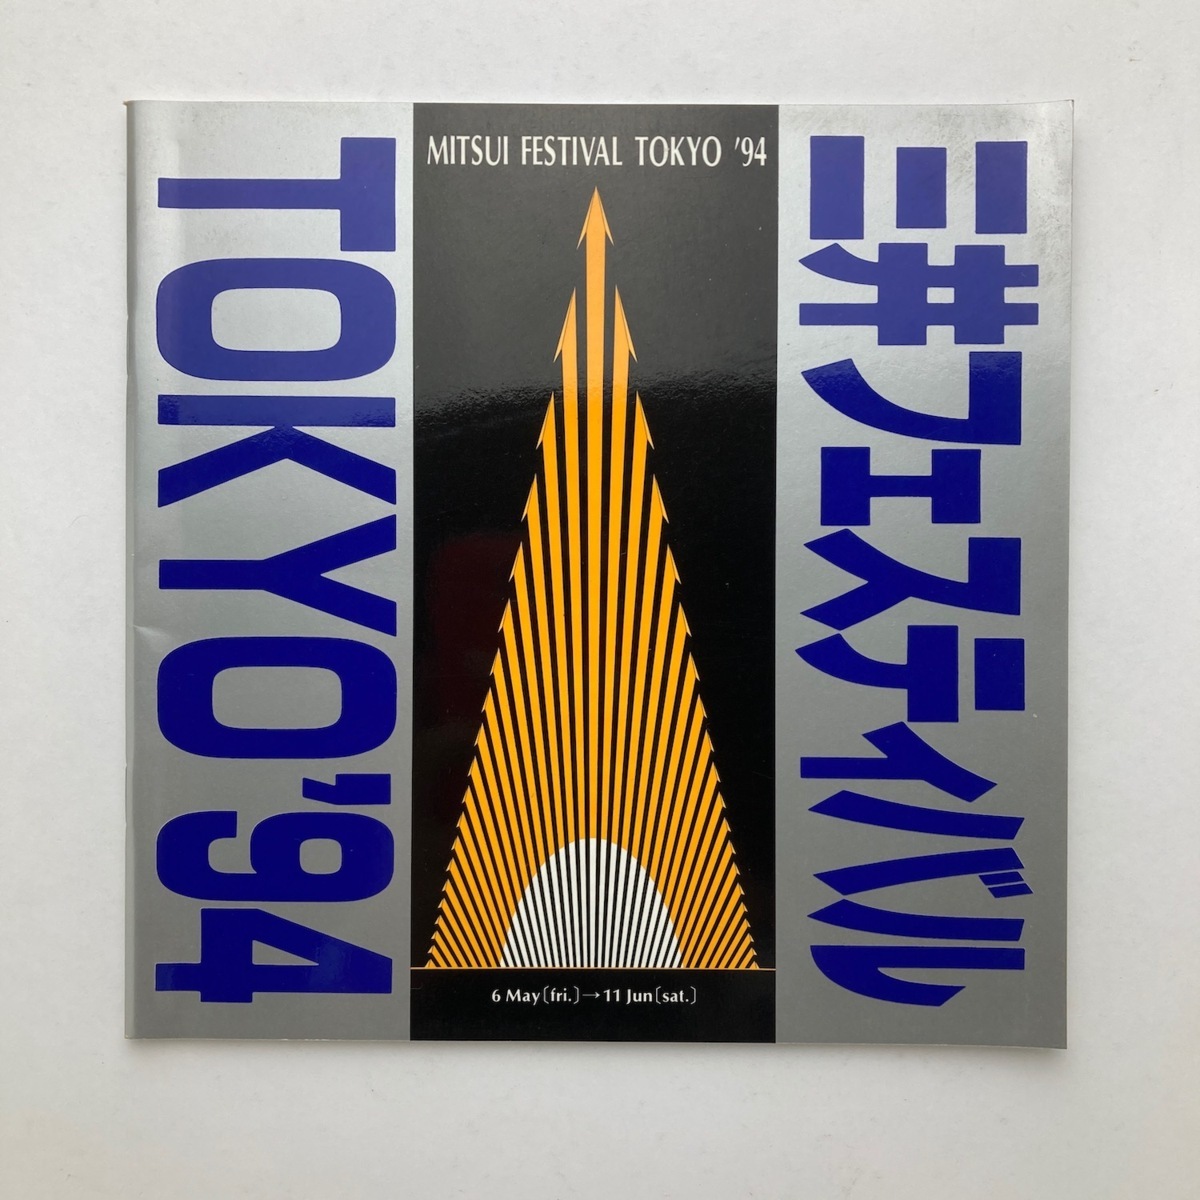 TOKYO'94
MITSUI FESTIVAL TOKYO '94
6 May〔fri.〕→11 Jun〔sat.〕
三井フェスティバル